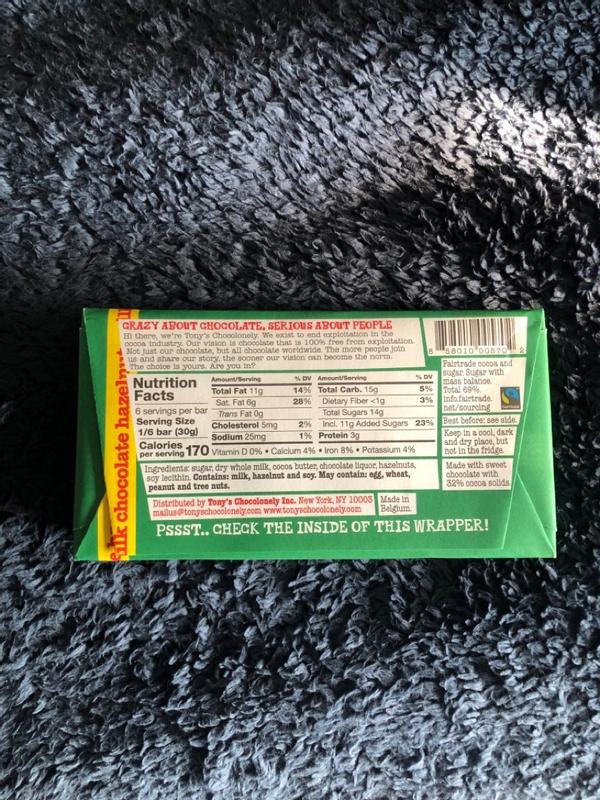 milk chocolate hazelnut
CRAZY ABOUT CHOCOLATE, SERIOUS ABOUT PEOPLE
Hi there, we're Tony's Chocolonely. We exist to end exploitation in the
cocoa industry. Our vision is chocolate that is 100% free from exploitation.
Not just our chocolate, but all chocolate worldwide. The more people join
us and share our story, the sooner our vision can become the norm.
The choice is yours. Are you in?
Nutrition
Facts
6 servings per bar
Serving Size
1/6 bar (30g)
Calories
per serving 170
Amount/Serving % DV
Total Fat 11g 14%
Sat. Fat 6g 28%
Trans Fat 0g
Cholesterol 5mg 2%
Sodium 25mg 1%
Amount/Serving % DV
Total Carb. 15g 5%
Dietary Fiber <1g 3%
Total Sugars 14g
Incl. 11g Added Sugars 23%
Protein 3g
Vitamin D 0% • Calcium 4% • Iron 8% • Potassium 4%
Ingredients: sugar, dry whole milk, cocoa butter, chocolate liquor, hazelnuts,
soy lecithin. Contains: milk, hazelnut and soy. May contain: egg, wheat,
peanut and tree nuts.
Distributed by Tony's Chocolonely Inc. New York, NY 10003
mailus@tonyschocolonely.com www.tonyschocolonely.com
Made in
Belgium.
PSSST.. CHECK THE INSIDE OF THIS WRAPPER!
8 58010 00570 2
Fairtrade cocoa and
sugar. Sugar with
mass balance.
Total 69%.
info.fairtrade.
net/sourcing
Best before: see side.
Keep in a cool, dark
and dry place, but
not in the fridge.
Made with sweet
chocolate with
32% cocoa solids.